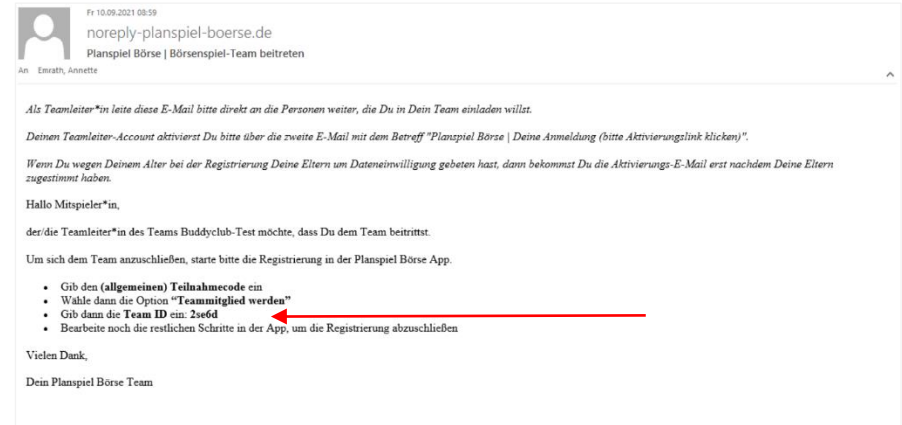 Fr 10.09.2021 08:59
noreply-planspiel-boerse.de
Planspiel Börse | Börsenspiel-Team beitreten
An Emrath, Annette
Als Teamleiter*in leite diese E-Mail bitte direkt an die Personen weiter, die Du in Dein Team einladen willst.
Deinen Teamleiter-Account aktivierst Du bitte über die zweite E-Mail mit dem Betreff "Planspiel Börse | Deine Anmeldung (bitte Aktivierungslink klicken)".
Wenn Du wegen Deinem Alter bei der Registrierung Deine Eltern um Dateneinwilligung gebeten hast, dann bekommst Du die Aktivierungs-E-Mail erst nachdem Deine Eltern
zugestimmt haben.
Hallo Mitspieler*in,
der/die Teamleiter*in des Teams Buddyclub-Test möchte, dass Du dem Team beitrittst.
Um sich dem Team anzuschließen, starte bitte die Registrierung in der Planspiel Börse App.
• Gib den (allgemeinen) Teilnahmecode ein
• Wähle dann die Option “Teammitglied werden”
• Gib dann die Team ID ein: 2se6d
• Bearbeite noch die restlichen Schritte in der App, um die Registrierung abzuschließen
Vielen Dank,
Dein Planspiel Börse Team